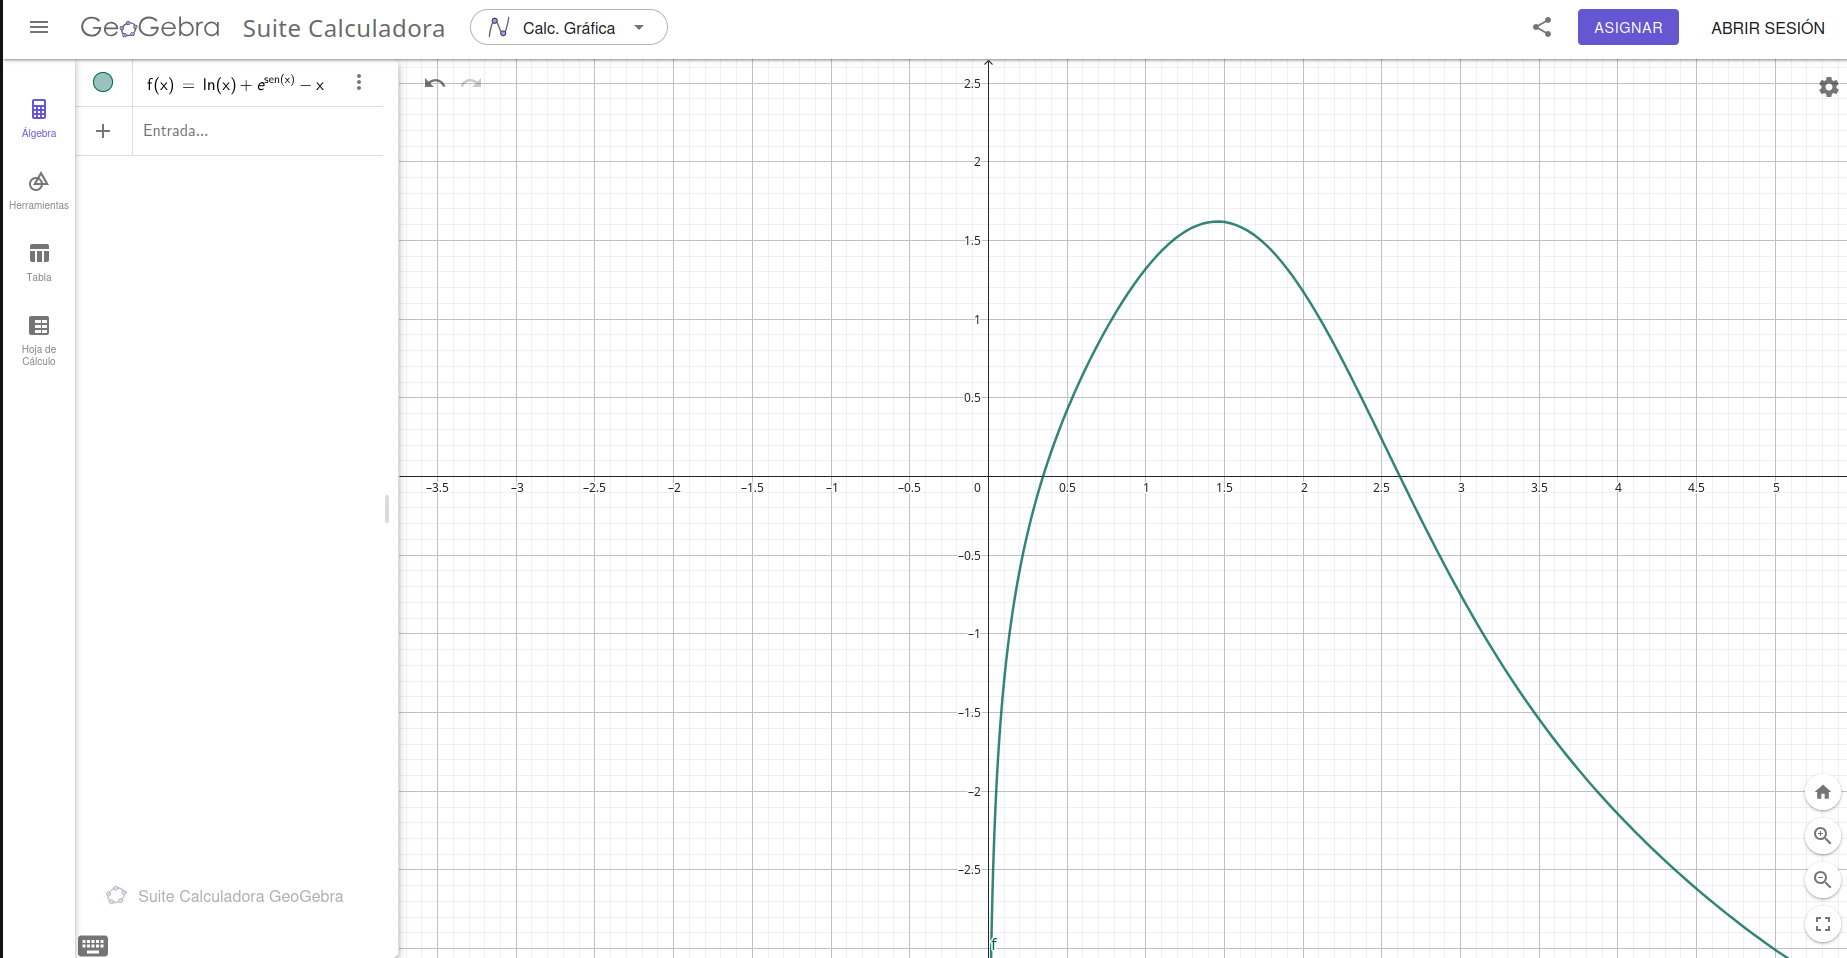 GeoGebra Suite Calculadora Calc. Gráfica ASIGNAR ABRIR SESIÓN
f(x) = ln(x) + e^sen(x) − x
Entrada...
Álgebra
Herramientas
Tabla
Hoja de
Cálculo
2.5
2
1.5
1
0.5
−3.5 −3 −2.5 −2 −1.5 −1 −0.5 0 0.5 1 1.5 2 2.5 3 3.5 4 4.5 5
−0.5
−1
−1.5
−2
−2.5
f
Suite Calculadora GeoGebra